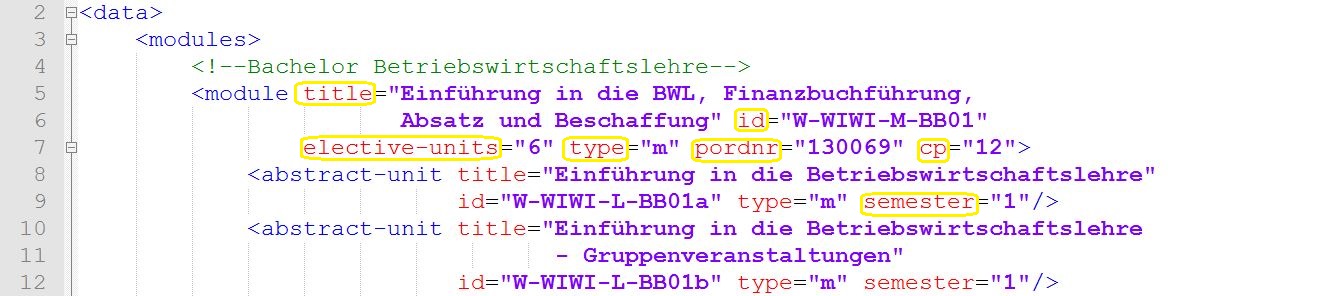 2 <data>
3 <modules>
4 <!--Bachelor Betriebswirtschaftslehre-->
5 <module title="Einführung in die BWL, Finanzbuchführung,
6 Absatz und Beschaffung" id="W-WIWI-M-BB01"
7 elective-units="6" type="m" pordnr="130069" cp="12">
8 <abstract-unit title="Einführung in die Betriebswirtschaftslehre"
9 id="W-WIWI-L-BB01a" type="m" semester="1"/>
10 <abstract-unit title="Einführung in die Betriebswirtschaftslehre
11 - Gruppenveranstaltungen"
12 id="W-WIWI-L-BB01b" type="m" semester="1"/>